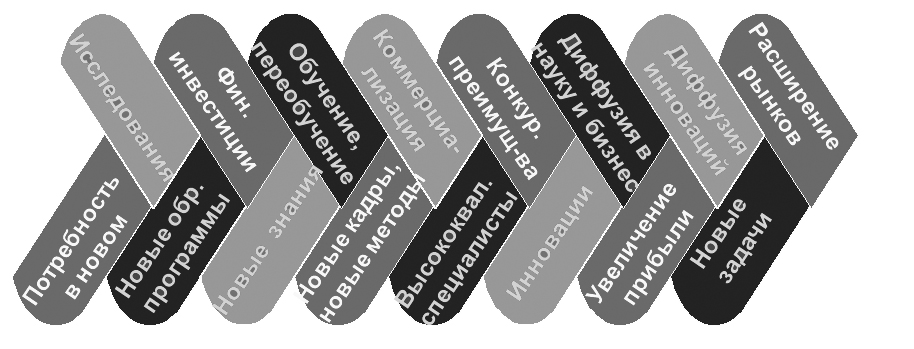 Исследования
Фин.
инвестиции
Обучение,
переобучение
Коммерциа-
лизация
Конкур.
преимущ-ва
Диффузия в
науку и бизнес
Диффузия
инноваций
Расширение
рынков
Потребность
в новом
Новые обр.
программы
Новые знания
Новые кадры,
новые методы
Высококвал.
специалисты
Инновации
Увеличение
прибыли
Новые
задачи